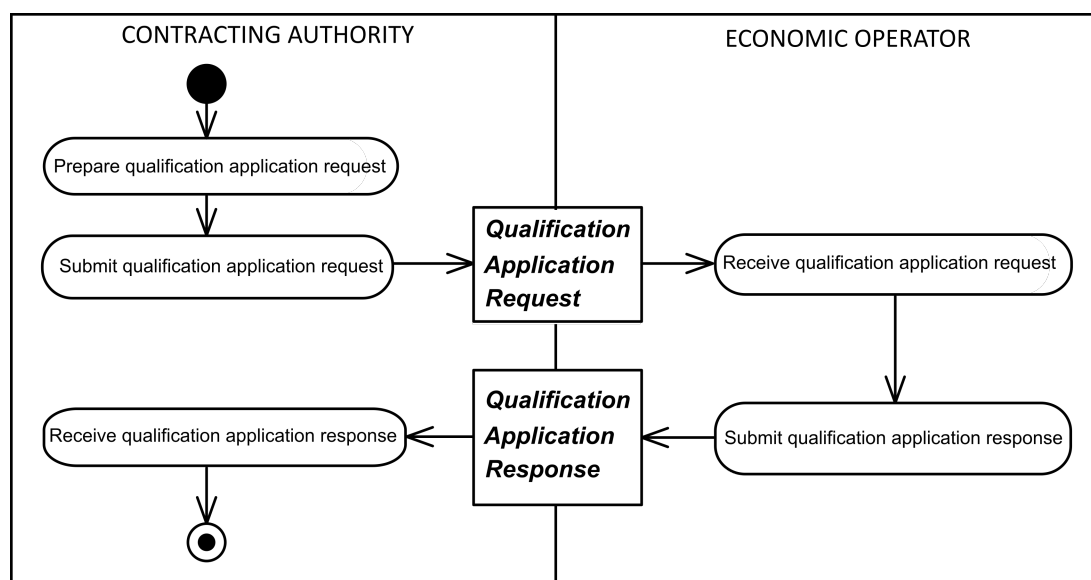 CONTRACTING AUTHORITY
ECONOMIC OPERATOR
Prepare qualification application request
Submit qualification application request
Qualification
Application
Request
Receive qualification application request
Receive qualification application response
Qualification
Application
Response
Submit qualification application response